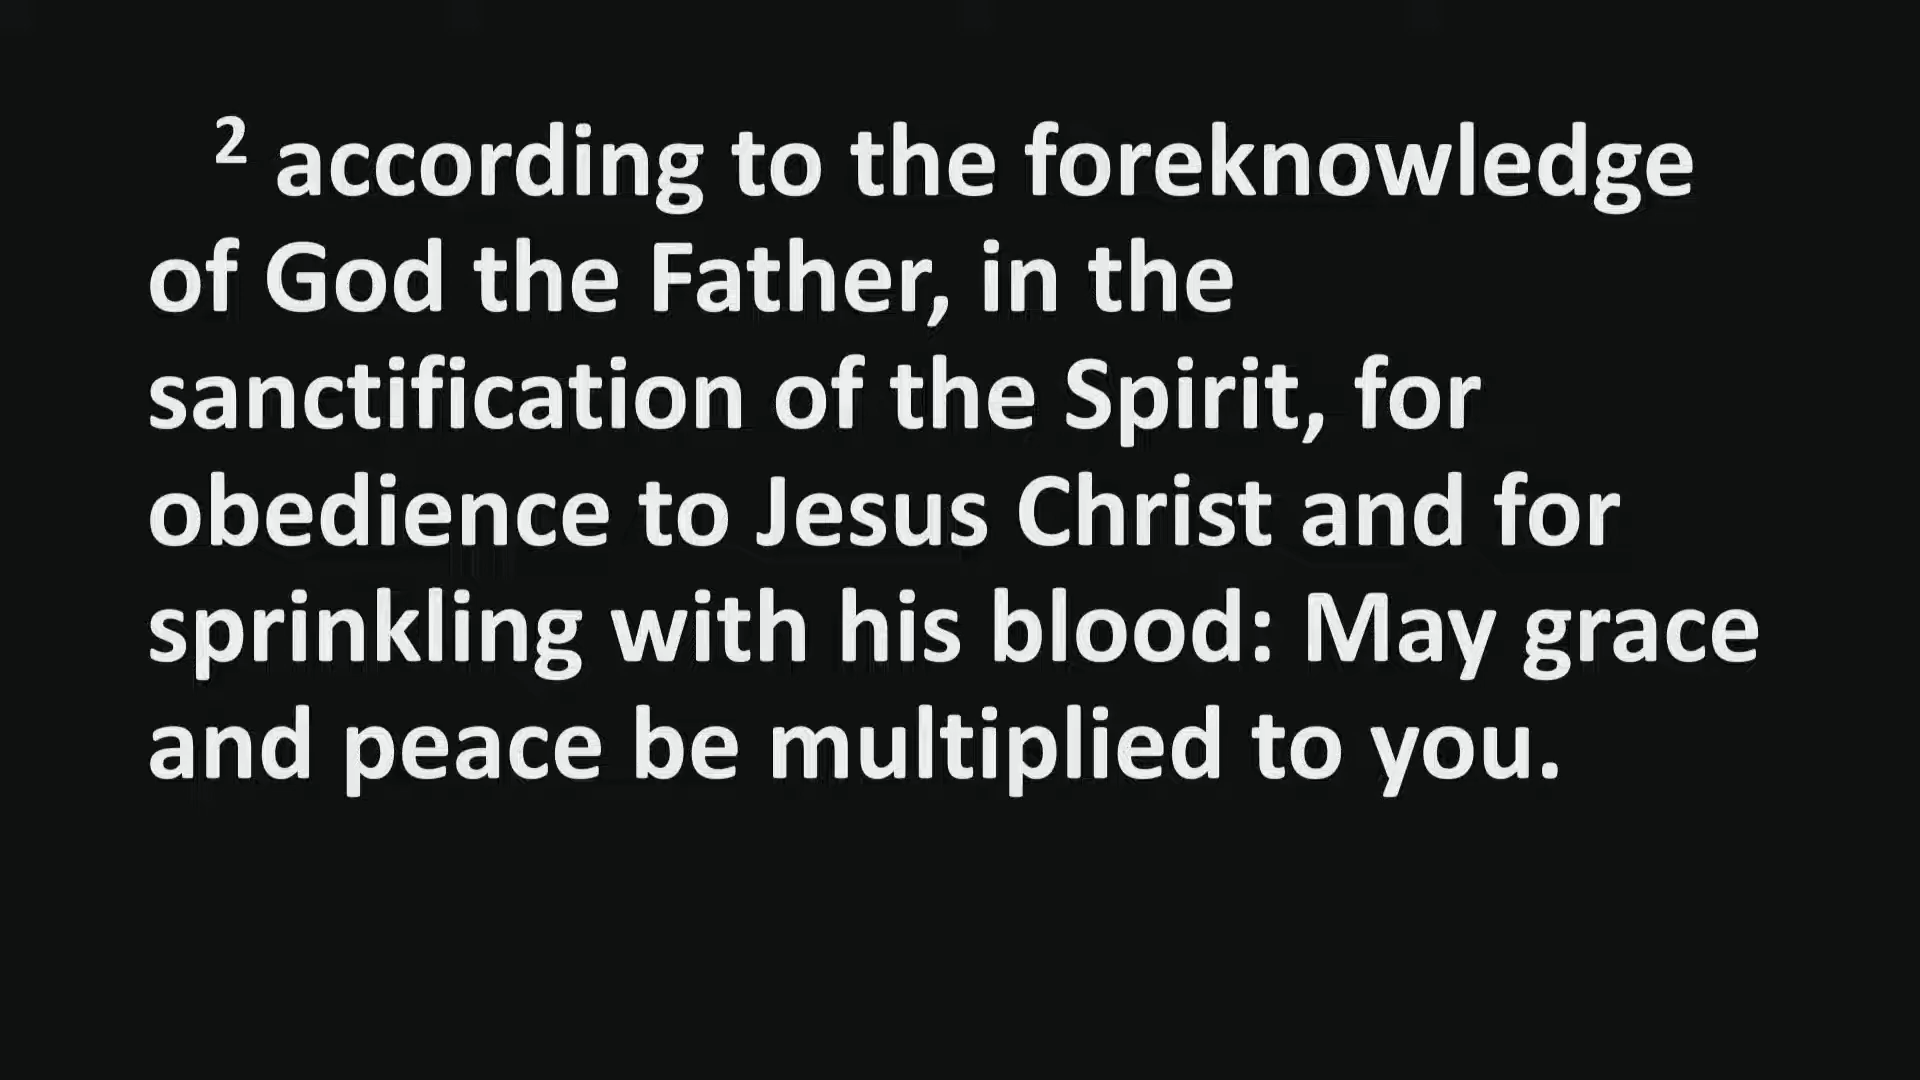 ² according to the foreknowledge
of God the Father, in the
sanctification of the Spirit, for
obedience to Jesus Christ and for
sprinkling with his blood: May grace
and peace be multiplied to you.